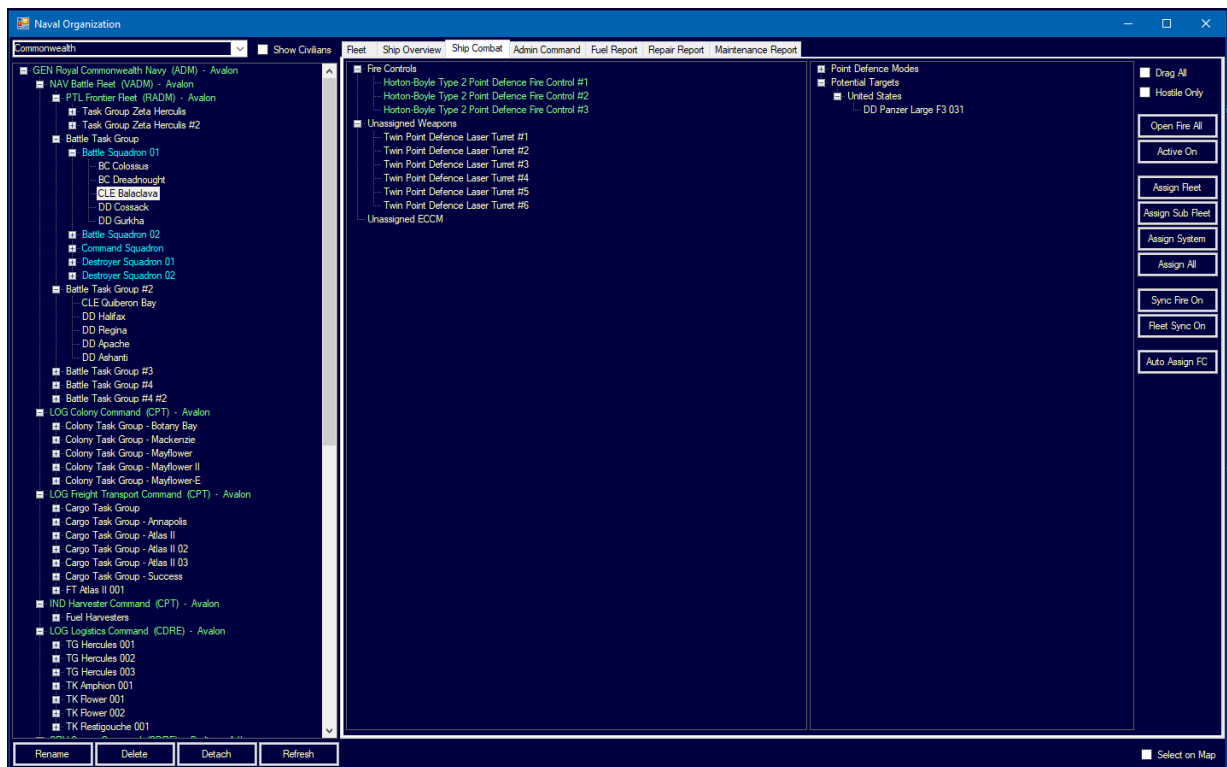 Naval Organization
Commonwealth
Show Civilians
Fleet Ship Overview Ship Combat Admin Command Fuel Report Repair Report Maintenance Report
GEN Royal Commonwealth Navy (ADM) - Avalon
NAV Battle Fleet (VADM) - Avalon
PTL Frontier Fleet (RADM) - Avalon
Task Group Zeta Herculis
Task Group Zeta Herculis #2
Battle Task Group
Battle Squadron 01
BC Colossus
BC Dreadnought
CLE Balaclava
DD Cossack
DD Gurkha
Battle Squadron 02
Command Squadron
Destroyer Squadron 01
Destroyer Squadron 02
Battle Task Group #2
CLE Quiberon Bay
DD Halifax
DD Regina
DD Apache
DD Ashanti
Battle Task Group #3
Battle Task Group #4
Battle Task Group #4 #2
LOG Colony Command (CPT) - Avalon
Colony Task Group - Botany Bay
Colony Task Group - Mackenzie
Colony Task Group - Mayflower
Colony Task Group - Mayflower II
Colony Task Group - Mayflower-E
LOG Freight Transport Command (CPT) - Avalon
Cargo Task Group
Cargo Task Group - Annapolis
Cargo Task Group - Atlas II
Cargo Task Group - Atlas II 02
Cargo Task Group - Atlas II 03
Cargo Task Group - Success
FT Atlas II 001
IND Harvester Command (CPT) - Avalon
Fuel Harvesters
LOG Logistics Command (CDRE) - Avalon
TG Hercules 001
TG Hercules 002
TG Hercules 003
TK Amphion 001
TK Flower 001
TK Flower 002
TK Restigouche 001
Fire Controls
Horton-Boyle Type 2 Point Defence Fire Control #1
Horton-Boyle Type 2 Point Defence Fire Control #2
Horton-Boyle Type 2 Point Defence Fire Control #3
Unassigned Weapons
Twin Point Defence Laser Turret #1
Twin Point Defence Laser Turret #2
Twin Point Defence Laser Turret #3
Twin Point Defence Laser Turret #4
Twin Point Defence Laser Turret #5
Twin Point Defence Laser Turret #6
Unassigned ECCM
Point Defence Modes
Potential Targets
United States
DD Panzer Large F3 031
Drag All
Hostile Only
Open Fire All
Active On
Assign Fleet
Assign Sub Fleet
Assign System
Assign All
Sync Fire On
Fleet Sync On
Auto Assign FC
Rename Delete Detach Refresh
Select on Map